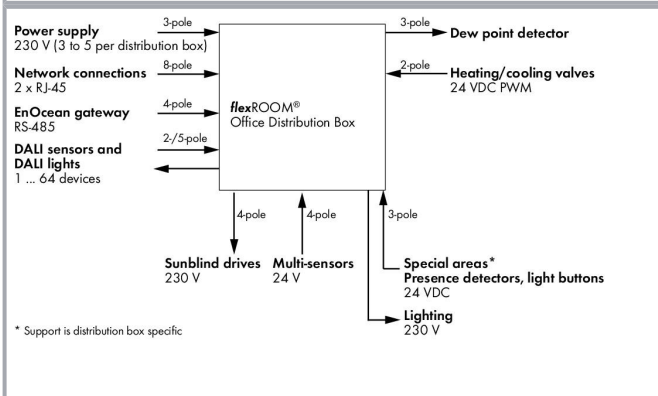 Power supply
230 V (3 to 5 per distribution box)
3-pole
Network connections
2 x RJ-45
8-pole
EnOcean gateway
RS-485
4-pole
DALI sensors and
DALI lights
1 ... 64 devices
2-/5-pole
flexROOM®
Office Distribution Box
3-pole
Dew point detector
2-pole
Heating/cooling valves
24 VDC PWM
4-pole
Sunblind drives
230 V
4-pole
Multi-sensors
24 V
3-pole
Special areas*
Presence detectors, light buttons
24 VDC
Lighting
230 V
* Support is distribution box specific